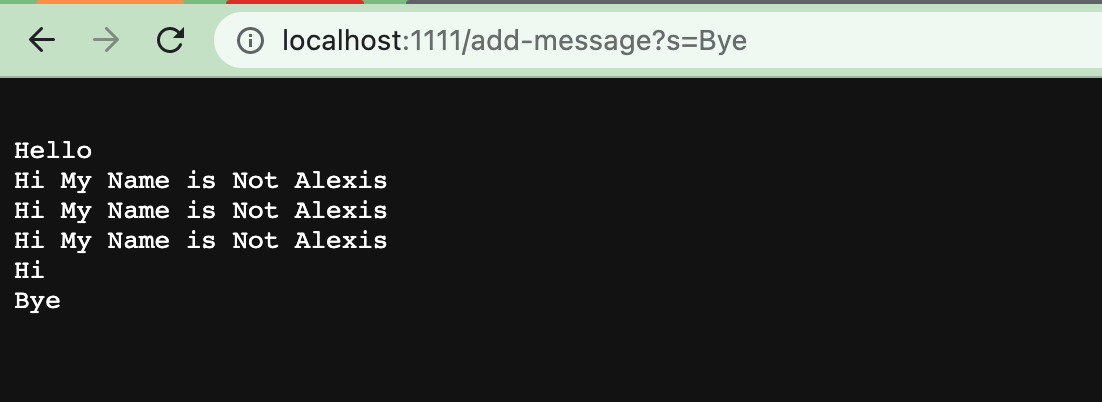 localhost:1111/add-message?s=Bye
Hello
Hi My Name is Not Alexis
Hi My Name is Not Alexis
Hi My Name is Not Alexis
Hi
Bye